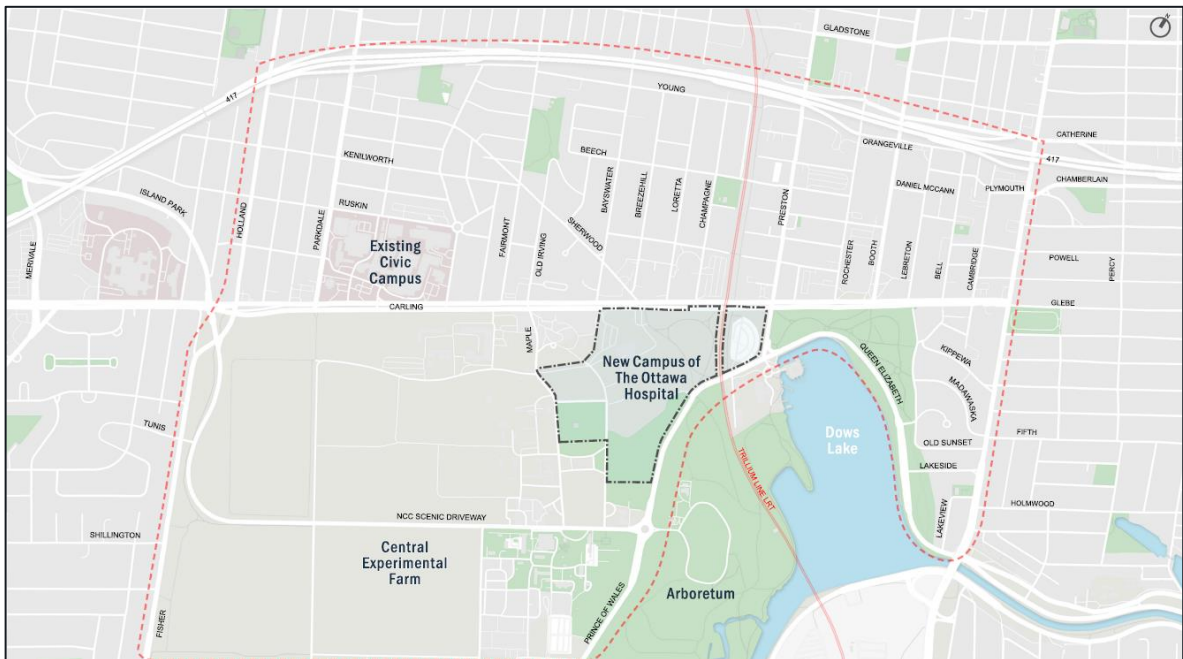 N
GLADSTONE
417
YOUNG
CATHERINE
ORANGEVILLE
417
KENILWORTH
BEECH
CHAMBERLAIN
ISLAND PARK
BAYSWATER
BREEZEHILL
LORETTA
CHAMPAGNE
PRESTON
DANIEL MCCANN
PLYMOUTH
HOLLAND
RUSKIN
PARKDALE
FAIRMONT
SHERWOOD
OLD IRVING
MERIVALE
Existing
Civic
Campus
ROCHESTER
BOOTH
LEBRETON
BELL
CAMBRIDGE
POWELL
PERCY
CARLING
GLEBE
MAPLE
New Campus of
The Ottawa
Hospital
QUEEN ELIZABETH
KIPPEWA
MADAWASKA
TUNIS
Dows
Lake
FIFTH
OLD SUNSET
LAKESIDE
TRILLIUM LINE LRT
LAKEVIEW
HOLMWOOD
NCC SCENIC DRIVEWAY
SHILLINGTON
Central
Experimental
Farm
Arboretum
FISHER
PRINCE OF WALES